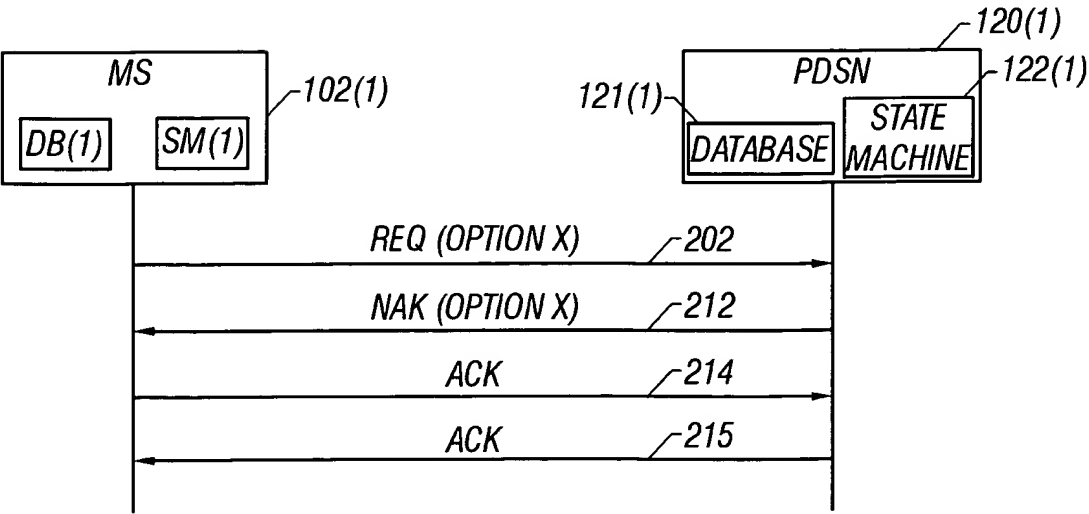 120(1)
MS
PDSN
122(1)
102(1)
121(1)
DB(1)
SM(1)
DATABASE
STATE
MACHINE
REQ (OPTION X)
202
NAK (OPTION X)
212
ACK
214
ACK
215